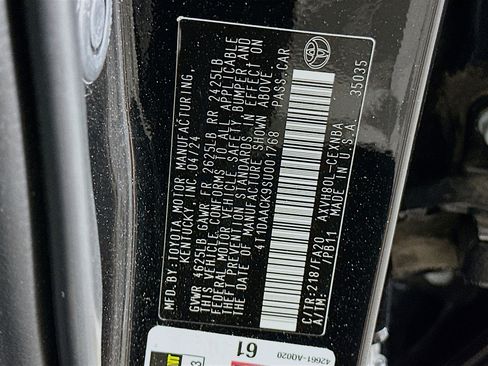 MFD.BY:TOYOTA MOTOR MANUFACTURING,
KENTUCKY, INC. 04/24
GVWR 4625LB GAWR FR 2625LB RR 2425LB
THIS VEHICLE CONFORMS TO ALL APPLICABLE
FEDERAL MOTOR VEHICLE SAFETY, BUMPER AND
THEFT PREVENTION STANDARDS IN EFFECT ON
THE DATE OF MANUFACTURE SHOWN ABOVE.
4T1DAACK9SU001768 PASS.CAR
C/TR:218/FA20 AXVH80L-CEXNBA
A/TM: /PB11 MADE IN U.S.A.
35035
42661-A0020
61